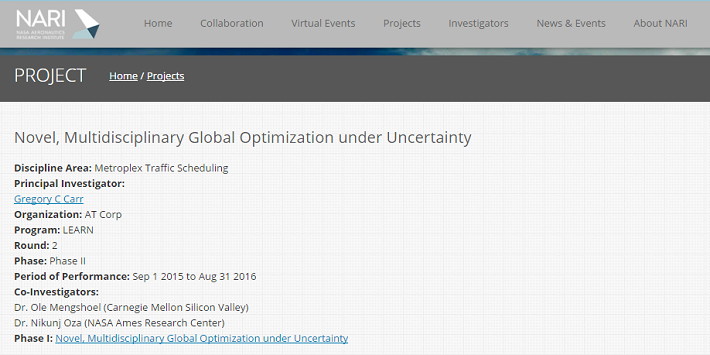 NARI
NASA AERONAUTICS
RESEARCH INSTITUTE
Home Collaboration Virtual Events Projects Investigators News & Events About NARI
PROJECT Home / Projects
Novel, Multidisciplinary Global Optimization under Uncertainty
Discipline Area: Metroplex Traffic Scheduling
Principal Investigator:
Gregory C Carr
Organization: AT Corp
Program: LEARN
Round: 2
Phase: Phase II
Period of Performance: Sep 1 2015 to Aug 31 2016
Co-Investigators:
Dr. Ole Mengshoel (Carnegie Mellon Silicon Valley)
Dr. Nikunj Oza (NASA Ames Research Center)
Phase I: Novel, Multidisciplinary Global Optimization under Uncertainty